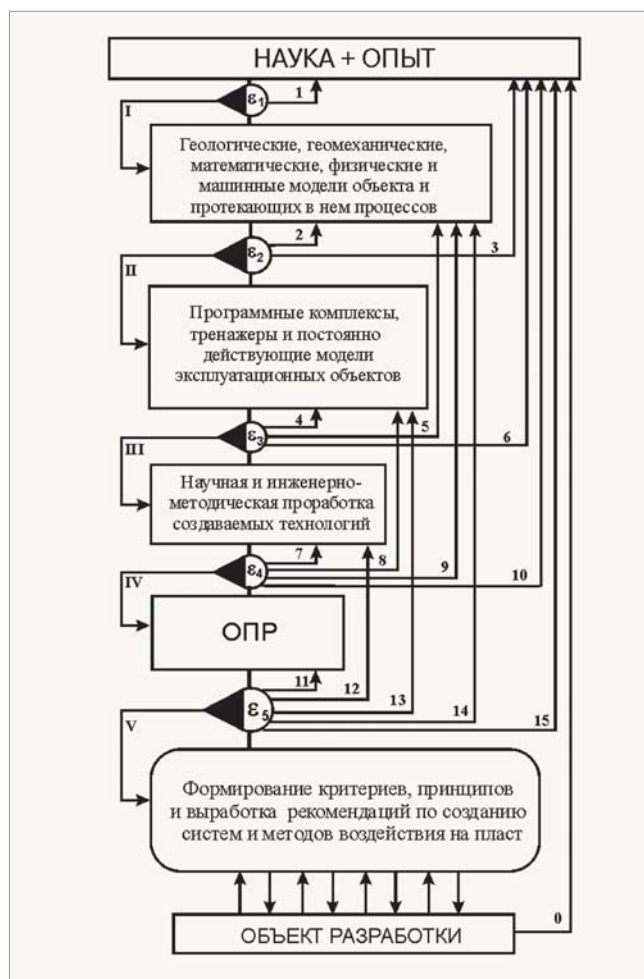 НАУКА + ОПЫТ
ε1
1
I
Геологические, геомеханические,
математические, физические и
машинные модели объекта и
протекающих в нем процессов
ε2
2
3
II
Программные комплексы,
тренажеры и постоянно
действующие модели
эксплуатационных объектов
ε3
4
5
6
III
Научная и инженерно-
методическая проработка
создаваемых технологий
ε4
7
8
9
10
IV
ОПР
ε5
11
12
13
14
15
V
Формирование критериев, принципов
и выработка рекомендаций по созданию
систем и методов воздействия на пласт
0
ОБЪЕКТ РАЗРАБОТКИ